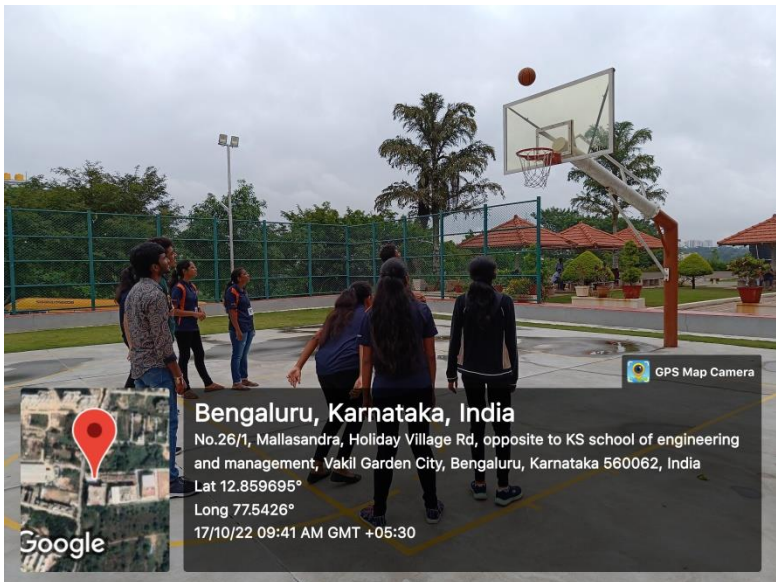 GPS Map Camera
Bengaluru, Karnataka, India
No.26/1, Mallasandra, Holiday Village Rd, opposite to KS school of engineering
and management, Vakil Garden City, Bengaluru, Karnataka 560062, India
Lat 12.859695°
Long 77.5426°
17/10/22 09:41 AM GMT +05:30
Google